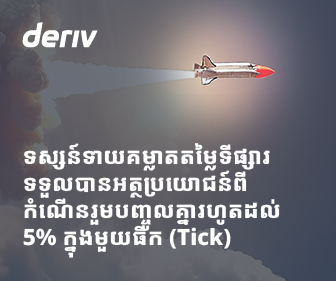 deriv
ទស្សន៍ទាយគម្លាតតម្លៃទីផ្សារ
ទទួលបានអត្ថប្រយោជន៍ពី
កំណើនរួមបញ្ចូលគ្នារហូតដល់
5% ក្នុងមួយធីក (Tick)